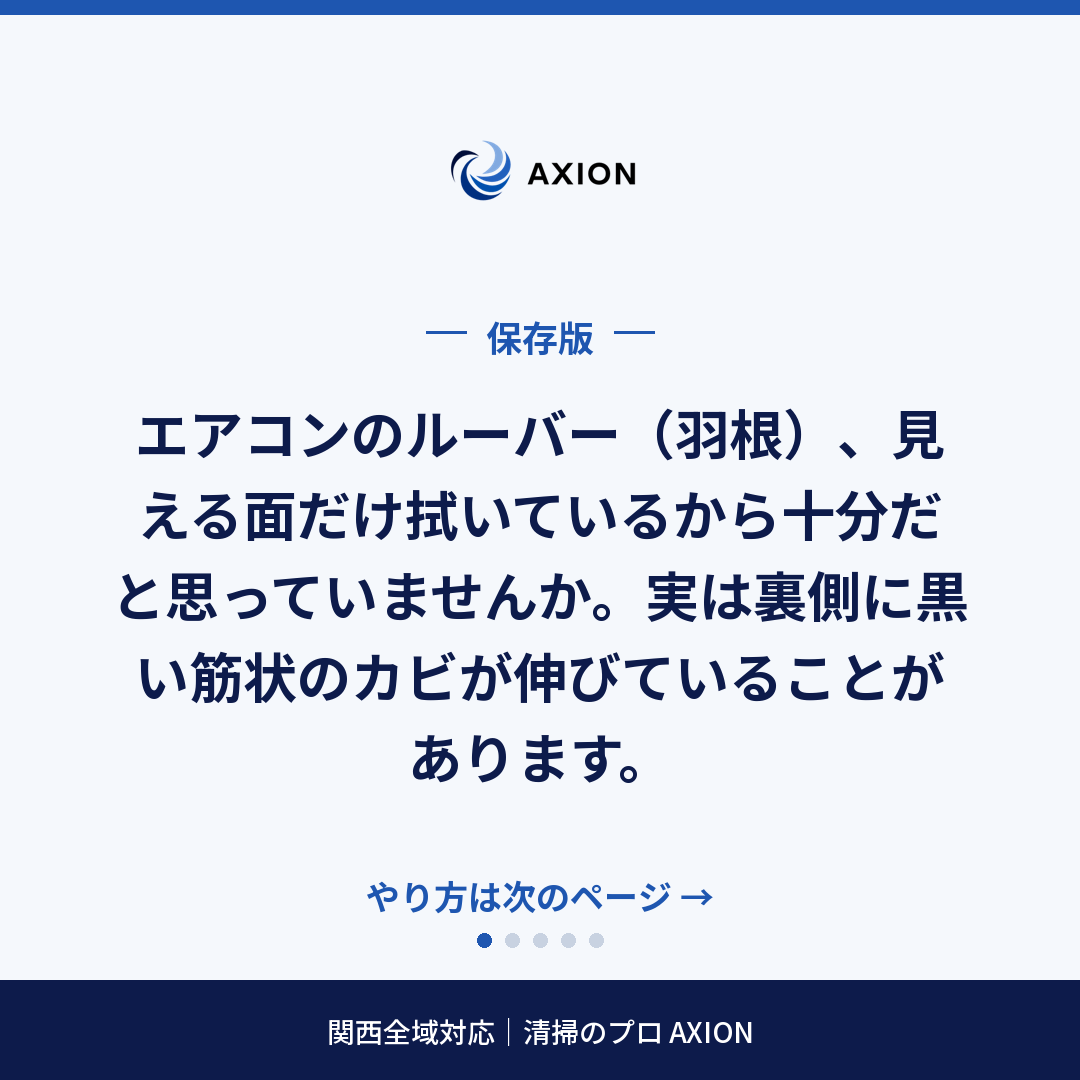 AXION
保存版
エアコンのルーバー（羽根）、見
える面だけ拭いているから十分だ
と思っていませんか。実は裏側に黒
い筋状のカビが伸びていることが
あります。
やり方は次のページ →
関西全域対応｜清掃のプロ AXION